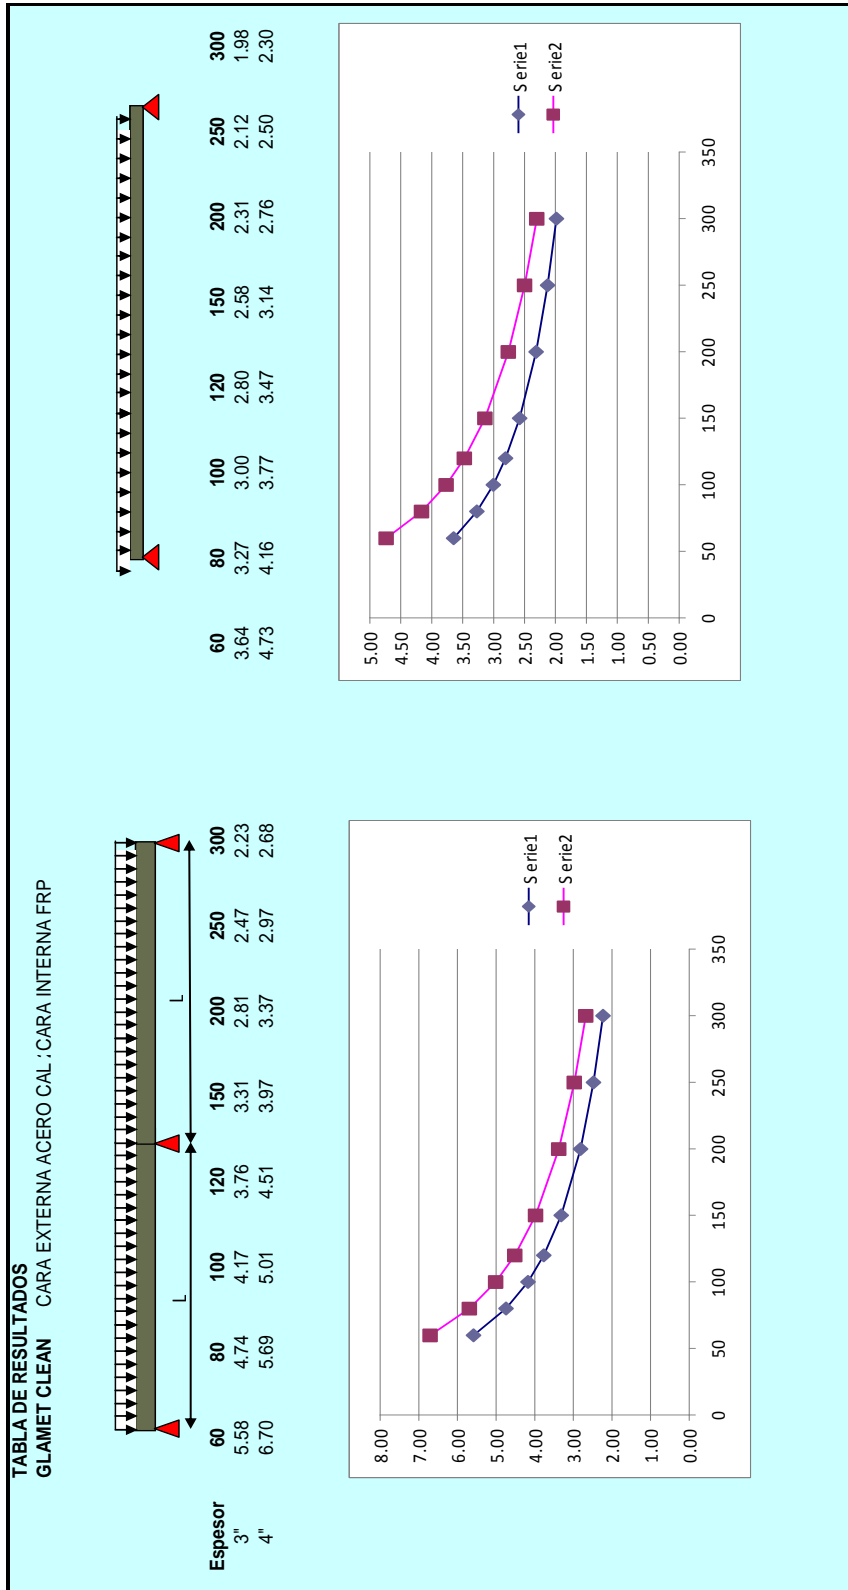 TABLA DE RESULTADOS
GLAMET CLEAN CARA EXTERNA ACERO CAL : CARA INTERNA FRP
L L
Espesor 60 80 100 120 150 200 250 300 60 80 100 120 150 200 250 300
3" 5.58 4.74 4.17 3.76 3.31 2.81 2.47 2.23 3.64 3.27 3.00 2.80 2.58 2.31 2.12 1.98
4" 6.70 5.69 5.01 4.51 3.97 3.37 2.97 2.68 4.73 4.16 3.77 3.47 3.14 2.76 2.50 2.30
8.00
7.00
6.00
5.00
4.00
3.00
2.00
1.00
0.00
0 50 100 150 200 250 300 350
Serie1
Serie2
5.00
4.50
4.00
3.50
3.00
2.50
2.00
1.50
1.00
0.50
0.00
0 50 100 150 200 250 300 350
Serie1
Serie2